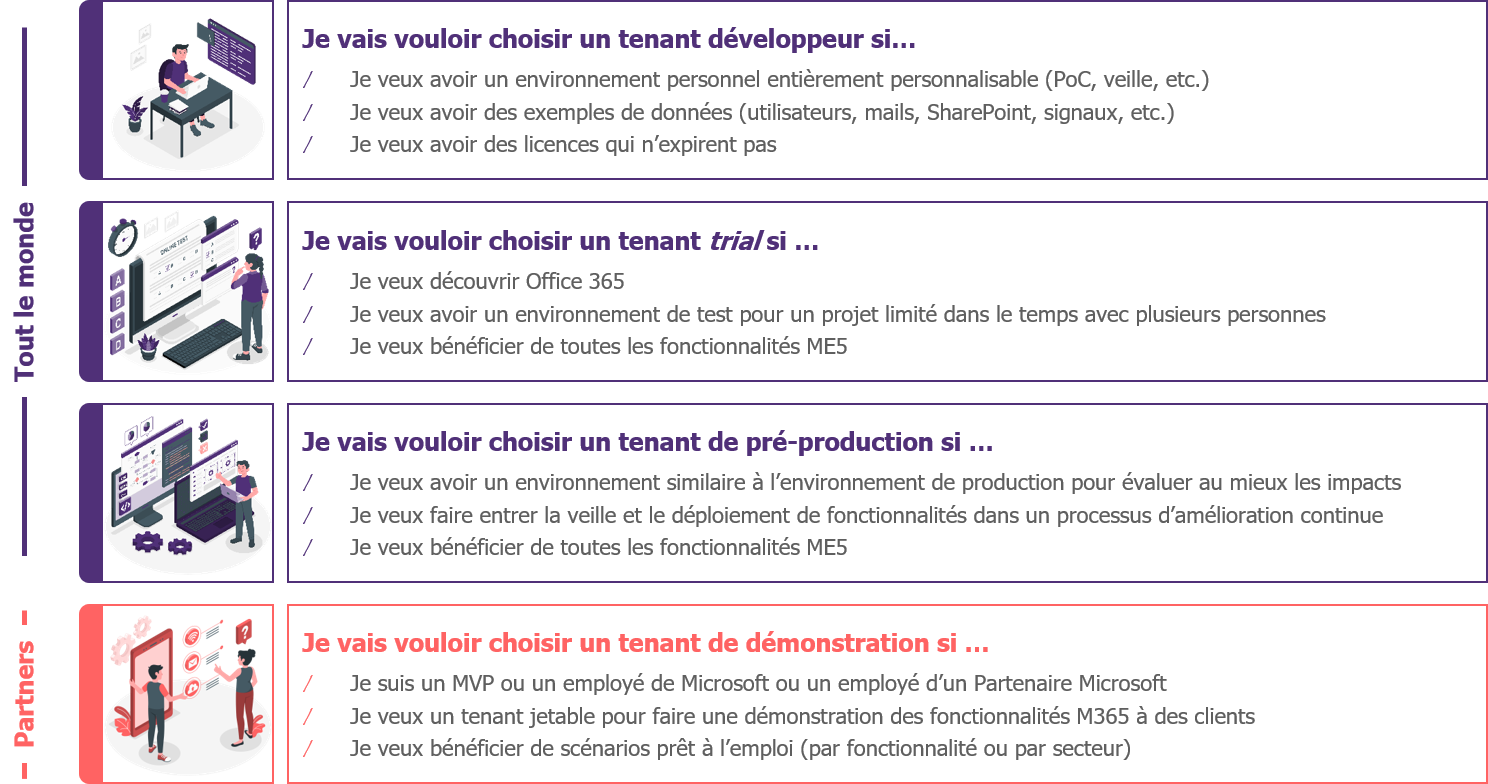 Tout le monde
Je vais vouloir choisir un tenant développeur si…
/ Je veux avoir un environnement personnel entièrement personnalisable (PoC, veille, etc.)
/ Je veux avoir des exemples de données (utilisateurs, mails, SharePoint, signaux, etc.)
/ Je veux avoir des licences qui n’expirent pas
ONLINE TEST
?
A
B
C
D
Je vais vouloir choisir un tenant trial si …
/ Je veux découvrir Office 365
/ Je veux avoir un environnement de test pour un projet limité dans le temps avec plusieurs personnes
/ Je veux bénéficier de toutes les fonctionnalités ME5
</>
Je vais vouloir choisir un tenant de pré-production si …
/ Je veux avoir un environnement similaire à l’environnement de production pour évaluer au mieux les impacts
/ Je veux faire entrer la veille et le déploiement de fonctionnalités dans un processus d’amélioration continue
/ Je veux bénéficier de toutes les fonctionnalités ME5
Partners
?
Je vais vouloir choisir un tenant de démonstration si …
/ Je suis un MVP ou un employé de Microsoft ou un employé d’un Partenaire Microsoft
/ Je veux un tenant jetable pour faire une démonstration des fonctionnalités M365 à des clients
/ Je veux bénéficier de scénarios prêt à l’emploi (par fonctionnalité ou par secteur)